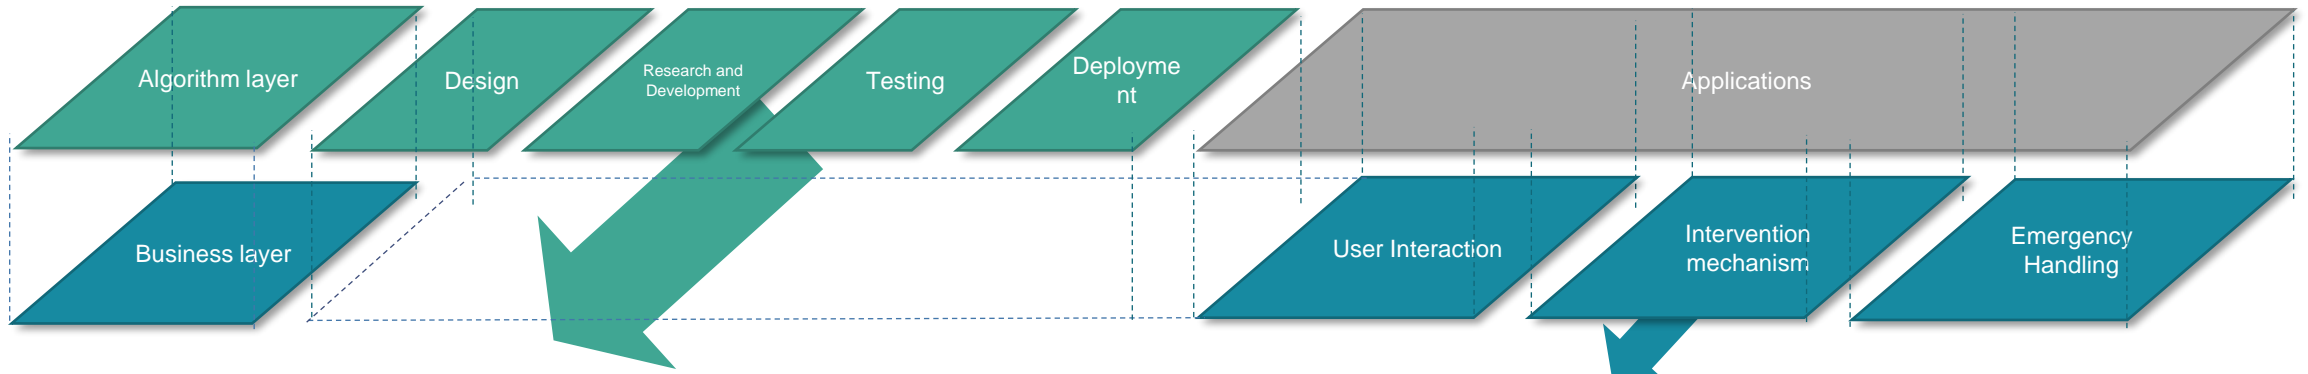 Algorithm layer
Design
Research and
Development
Testing
Deployme
nt
Applications
Business layer
User Interaction
Intervention
mechanism
Emergency
Handling